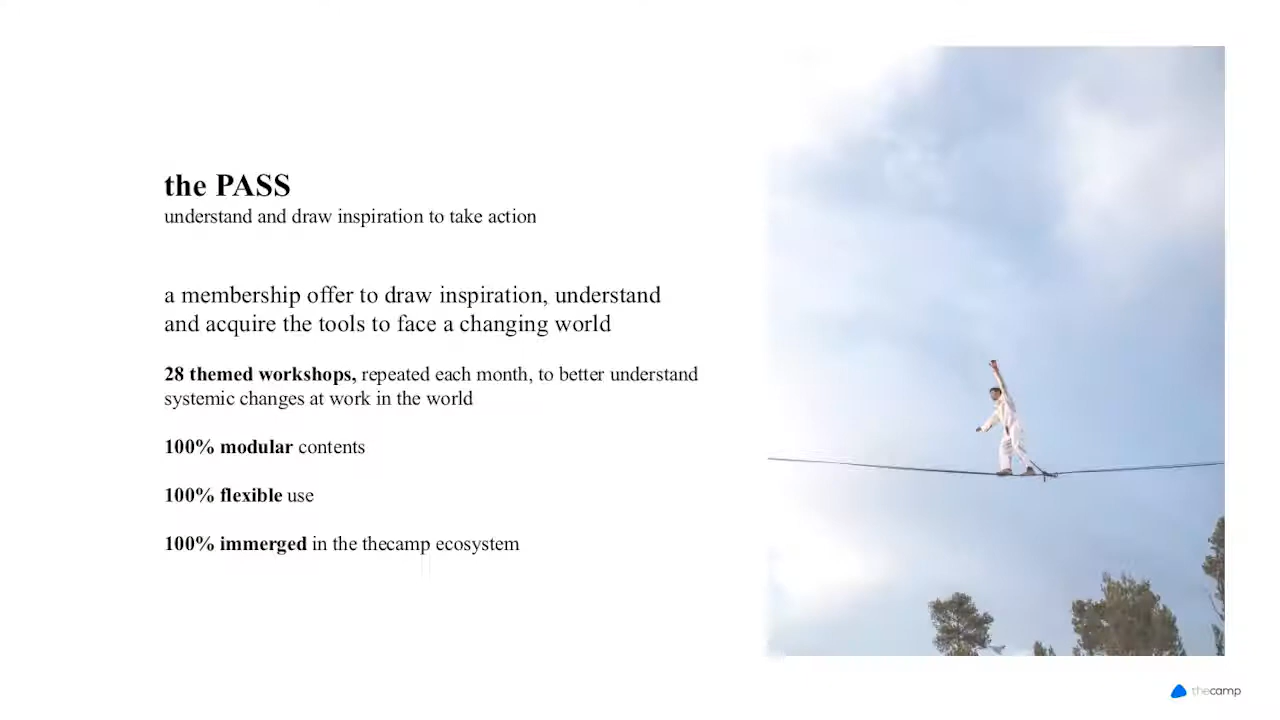 the PASS
understand and draw inspiration to take action
a membership offer to draw inspiration, understand
and acquire the tools to face a changing world
28 themed workshops, repeated each month, to better understand
systemic changes at work in the world
100% modular contents
100% flexible use
100% immerged in the thecamp ecosystem
thecamp